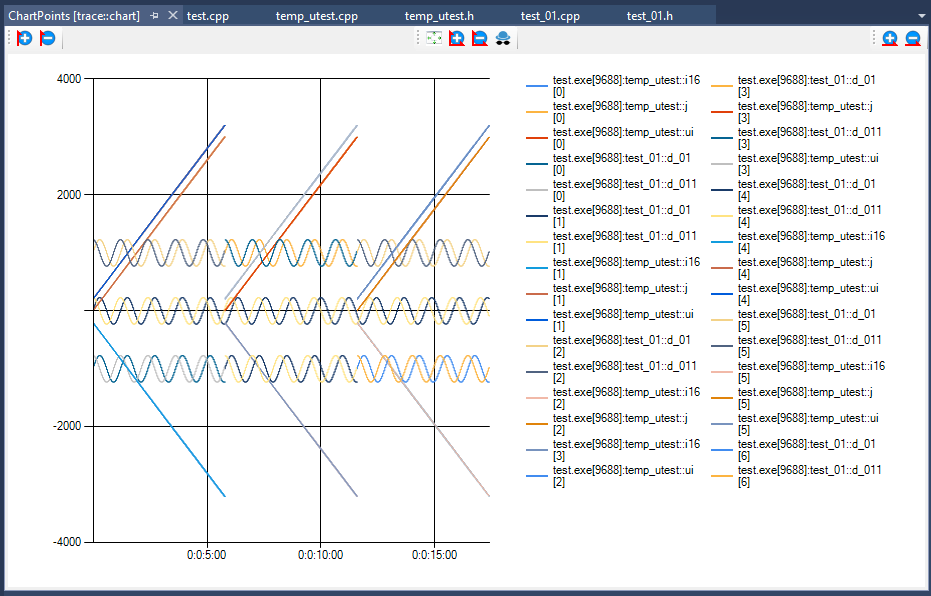 ChartPoints [trace::chart]
test.cpp
temp_utest.cpp
temp_utest.h
test_01.cpp
test_01.h
4000
2000
-2000
-4000
0:0:5:00
0:0:10:00
0:0:15:00
test.exe[9688]:temp_utest::i16
[0]
test.exe[9688]:temp_utest::j
[0]
test.exe[9688]:temp_utest::ui
[0]
test.exe[9688]:test_01::d_01
[0]
test.exe[9688]:test_01::d_011
[0]
test.exe[9688]:test_01::d_01
[1]
test.exe[9688]:test_01::d_011
[1]
test.exe[9688]:temp_utest::i16
[1]
test.exe[9688]:temp_utest::j
[1]
test.exe[9688]:temp_utest::ui
[1]
test.exe[9688]:test_01::d_01
[2]
test.exe[9688]:test_01::d_011
[2]
test.exe[9688]:temp_utest::i16
[2]
test.exe[9688]:temp_utest::j
[2]
test.exe[9688]:temp_utest::i16
[3]
test.exe[9688]:temp_utest::ui
[2]
test.exe[9688]:test_01::d_01
[3]
test.exe[9688]:temp_utest::j
[3]
test.exe[9688]:test_01::d_011
[3]
test.exe[9688]:temp_utest::ui
[3]
test.exe[9688]:test_01::d_01
[4]
test.exe[9688]:test_01::d_011
[4]
test.exe[9688]:temp_utest::i16
[4]
test.exe[9688]:temp_utest::j
[4]
test.exe[9688]:temp_utest::ui
[4]
test.exe[9688]:test_01::d_01
[5]
test.exe[9688]:test_01::d_011
[5]
test.exe[9688]:temp_utest::i16
[5]
test.exe[9688]:temp_utest::j
[5]
test.exe[9688]:temp_utest::ui
[5]
test.exe[9688]:test_01::d_01
[6]
test.exe[9688]:test_01::d_011
[6]